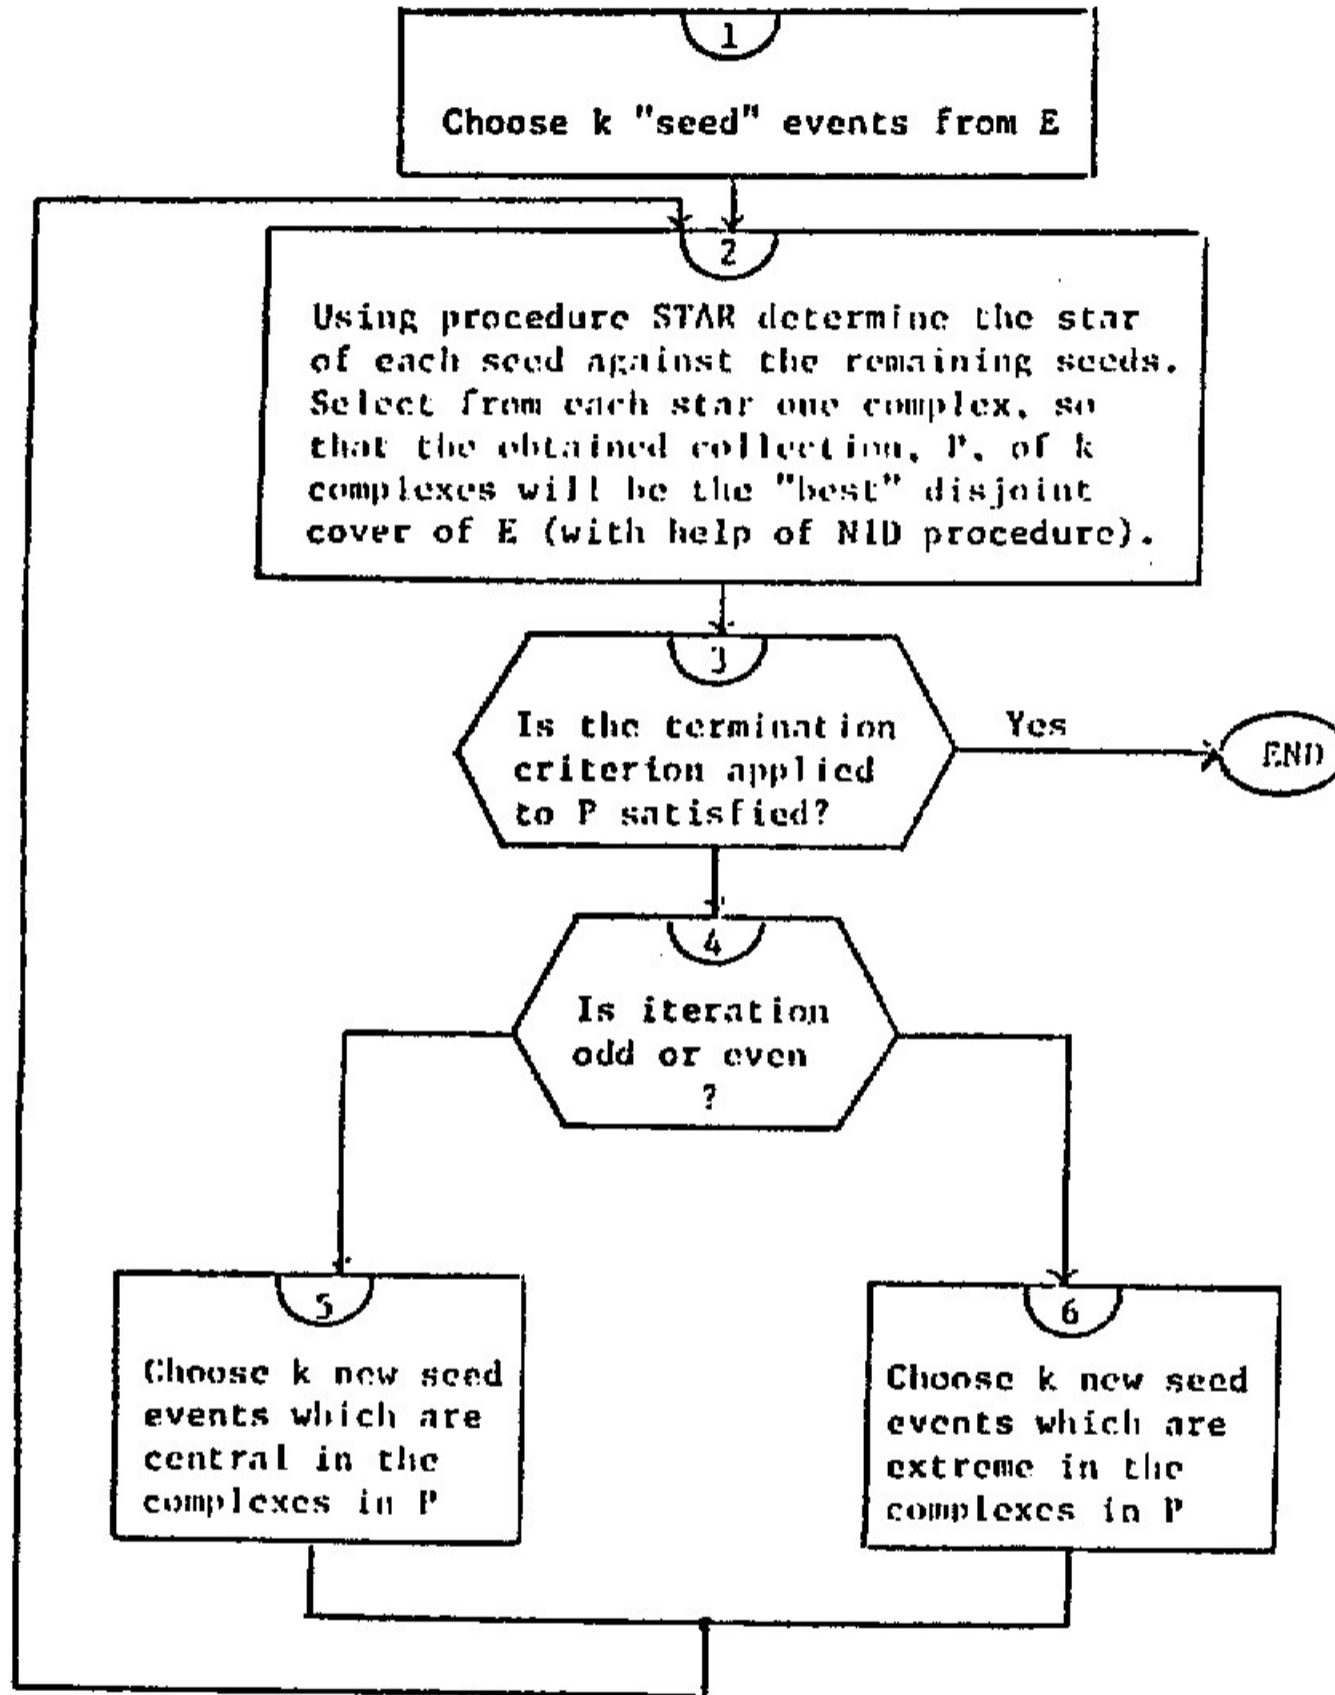 1
Choose k "seed" events from E
2
Using procedure STAR determine the star
of each seed against the remaining seeds.
Select from each star one complex, so
that the obtained collection, P, of k
complexes will be the "best" disjoint
cover of E (with help of NID procedure).
3
Is the termination
criterion applied
to P satisfied?
Yes
END
4
Is iteration
odd or even
?
5
Choose k new seed
events which are
central in the
complexes in P
6
Choose k new seed
events which are
extreme in the
complexes in P